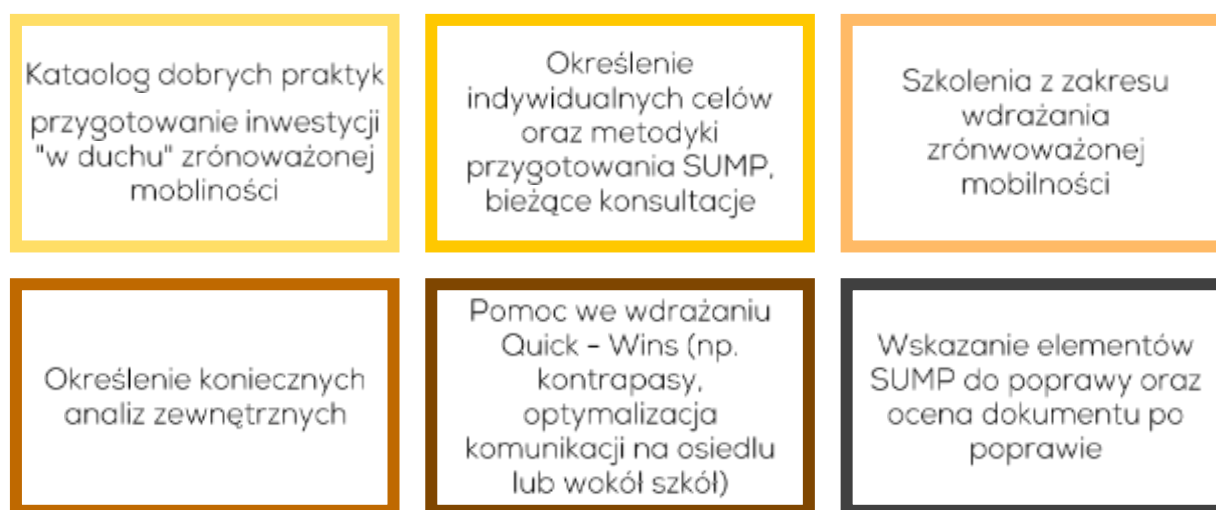 Kataolog dobrych praktyk
przygotowanie inwestycji
"w duchu" zrónoważonej
mobliności
Określenie
indywidualnych celów
oraz metodyki
przygotowania SUMP,
bieżące konsultacje
Szkolenia z zakresu
wdrażania
zrónwoważonej
mobilności
Określenie koniecznych
analiz zewnętrznych
Pomoc we wdrażaniu
Quick - Wins (np.
kontrapasy,
optymalizacja
komunikacji na osiedlu
lub wokół szkół)
Wskazanie elementów
SUMP do poprawy oraz
ocena dokumentu po
poprawie